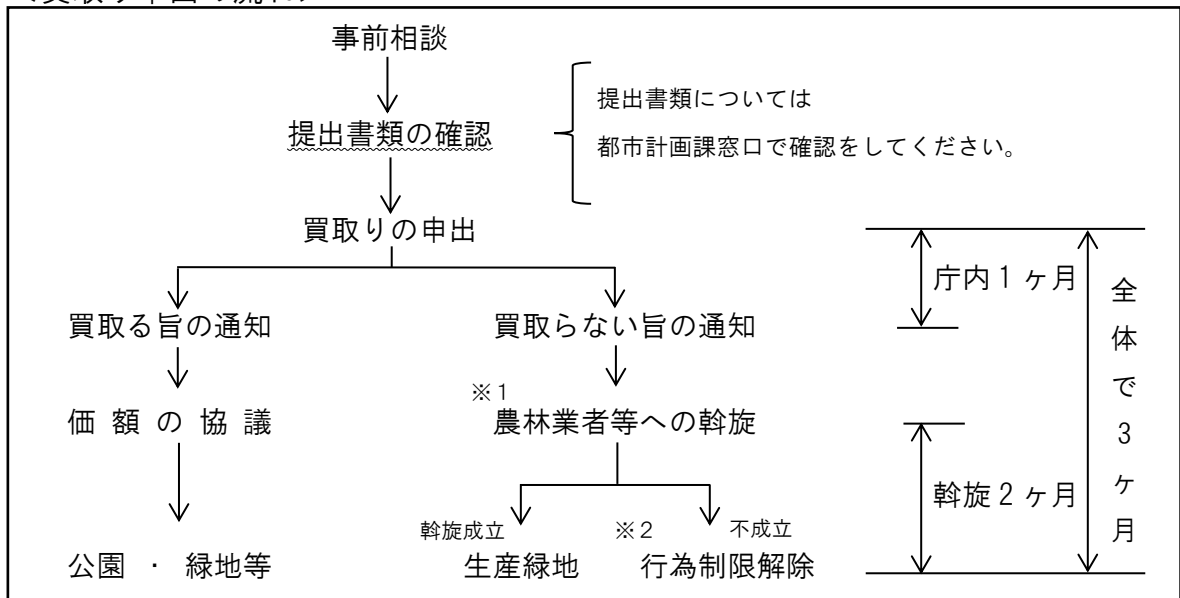 事前相談
提出書類の確認
提出書類については
都市計画課窓口で確認をしてください。
買取りの申出
買取る旨の通知
買取らない旨の通知
価額の協議
※1
農林業者等への斡旋
斡旋成立
※2
不成立
公園・緑地等
生産緑地
行為制限解除
庁内1ヶ月
斡旋2ヶ月
全体で3ヶ月